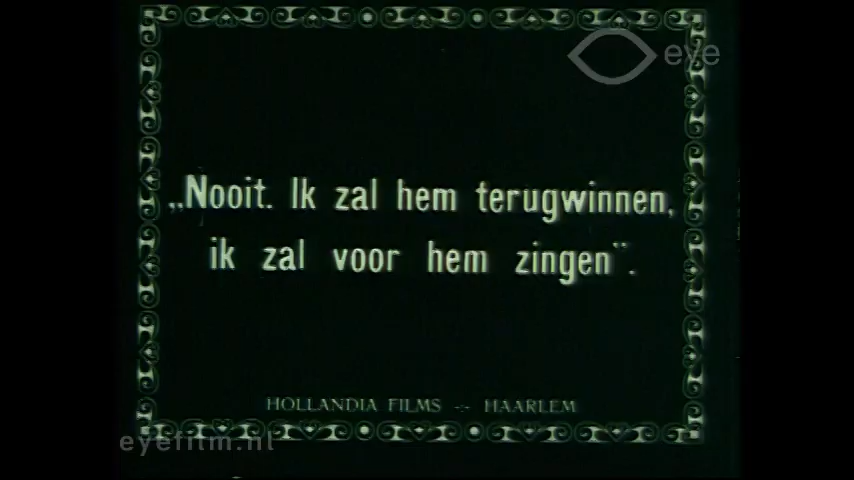 eye
„Nooit. Ik zal hem terugwinnen,
ik zal voor hem zingen”.
HOLLANDIA FILMS -:- HAARLEM
eyefilm.nl